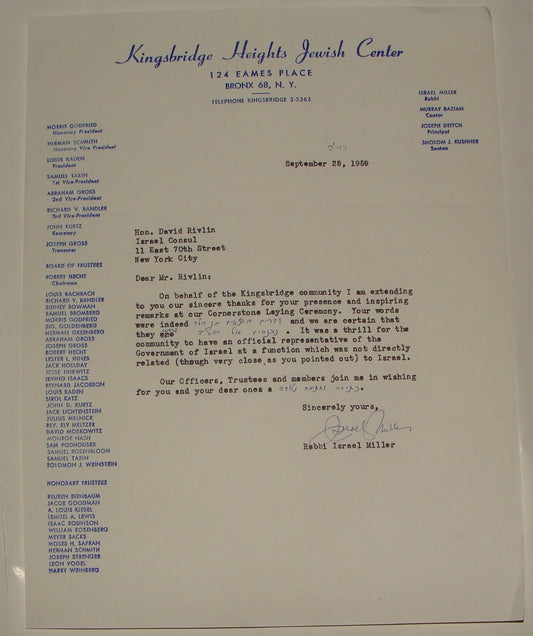 Kingsbridge Heights Jewish Center
124 EAMES PLACE
BRONX 68, N. Y.
TELEPHONE KINGSBRIDGE 3-5363
ISRAEL MILLER
Rabbi
MURRAY BAZIAN
Cantor
JOSEPH DEITCH
Principal
SHOLOM J. KUSHNER
Sexton
MORRIS GODFRIED
Honorary President
HERMAN SCHMITH
Honorary Vice President
LOUIS KADEN
President
SAMUEL TAXIN
1st Vice-President
ABRAHAM GROSS
2nd Vice-President
RICHARD V. BANDLER
3rd Vice-President
JOHN KURTZ
Secretary
JOSEPH GROSS
Treasurer
BOARD OF TRUSTEES
ROBERT HECHT
Chairman
LOUIS BACHRACH
RICHARD V. BANDLER
SIDNEY BOWMAN
SAMUEL BROMBERG
MORRIS GODFRIED
SIG. GOLDENBERG
HERMAN GREENBERG
ABRAHAM GROSS
JOSEPH GROSS
ROBERT HECHT
LESTER I. HINES
JACK HOLIDAY
JESSE HURWITZ
IRVING ISAACS
BERNARD JACOBSON
LOUIS KADEN
SIROL KATZ
JOHN D. KURTZ
JACK LICHTENSTEIN
JULIUS MELNICK
REV. ELY MELTZER
DAVID MOSKOWITZ
MONROE NASH
SAM PODHOUSER
SAMUEL ROSENBLOOM
SAMUEL TAXIN
SOLOMON J. WEINSTEIN
HONORARY TRUSTEES
REUBEN BIRNBAUM
JACOB GOODMAN
A. LOUIS KIEBEL
LEMUEL A. LEWIS
ISAAC ROBINSON
WILLIAM ROSENBERG
MEYER SACKS
MOSES H. SAFRAN
HERMAN SCHMITH
JOSEPH STRENGER
LEON VOGEL
HARRY WEINBERG
September 28, 1959
Hon. David Rivlin
Israel Consul
11 East 70th Street
New York City
Dear Mr. Rivlin:
On behalf of the Kingsbridge community I am extending
to you our sincere thanks for your presence and inspiring
remarks at our Cornerstone Laying Ceremony. Your words
were indeed and we are certain that
they are . It was a thrill for the
community to have an official representative of the
Government of Israel at a function which was not directly
related (though very close as you pointed out) to Israel.
Our Officers, Trustees and members join me in wishing
for you and your dear ones a .
Sincerely yours,
Israel Miller
Rabbi Israel Miller